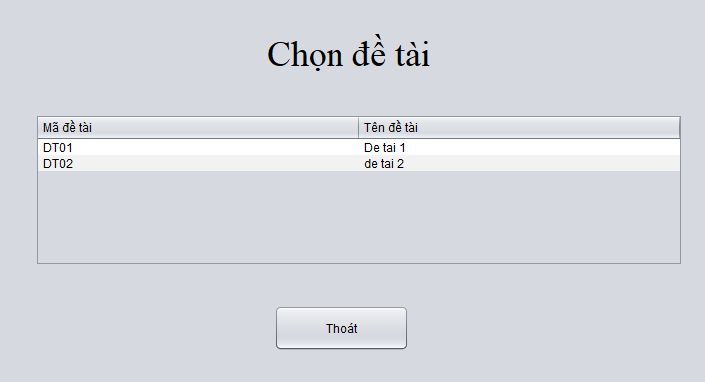 Chọn đề tài
Mã đề tài Tên đề tài
DT01 De tai 1
DT02 de tai 2
Thoát